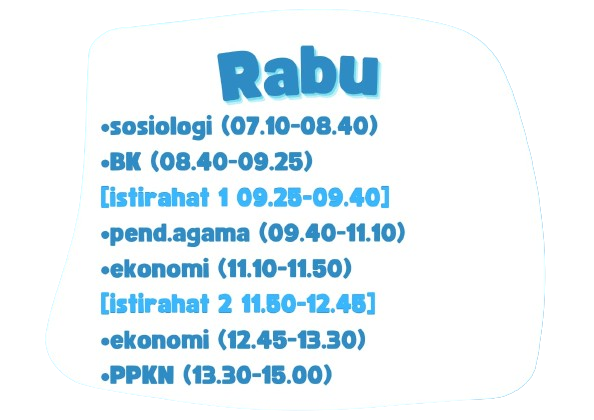 Rabu
•sosiologi (07.10-08.40)
•BK (08.40-09.25)
[istirahat 1 09.25-09.40]
•pend.agama (09.40-11.10)
•ekonomi (11.10-11.50)
[istirahat 2 11.50-12.45]
•ekonomi (12.45-13.30)
•PPKN (13.30-15.00)